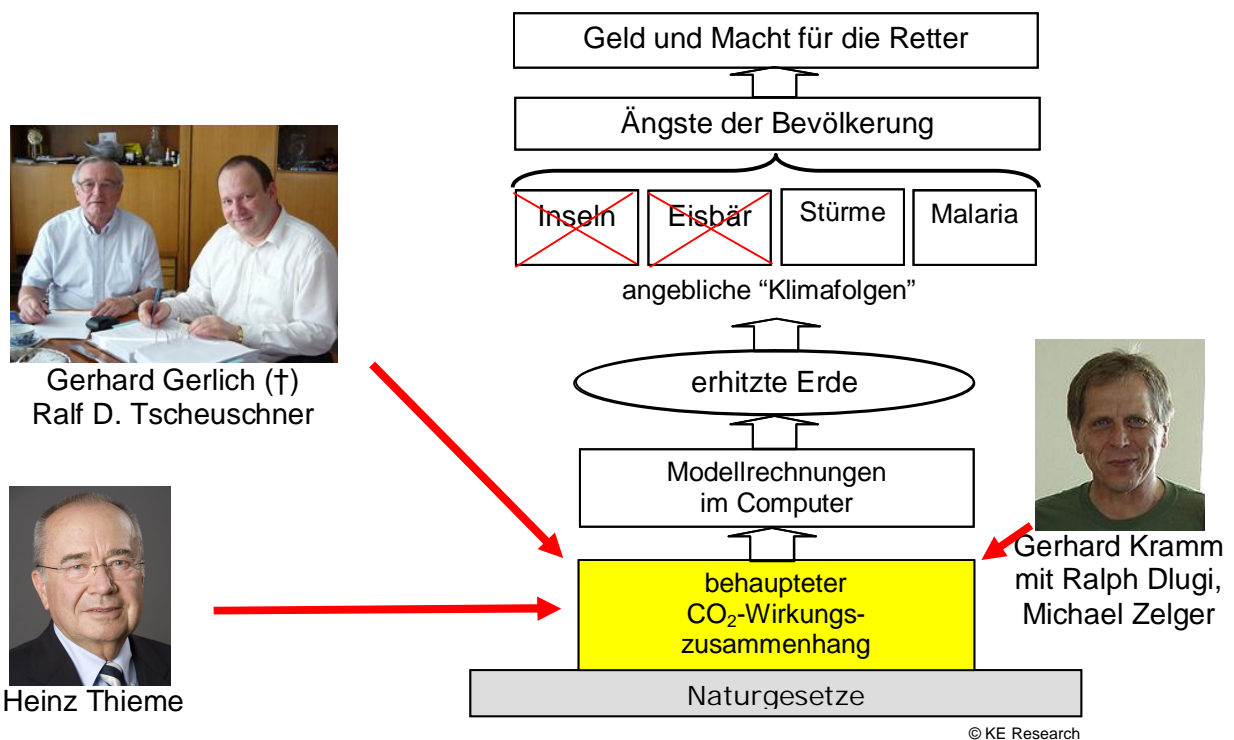 Geld und Macht für die Retter
Ängste der Bevölkerung
Inseln
Eisbär
Stürme
Malaria
angebliche “Klimafolgen”
Gerhard Gerlich (†)
Ralf D. Tscheuschner
erhitzte Erde
Modellrechnungen
im Computer
Gerhard Kramm
mit Ralph Dlugi,
Michael Zelger
behaupteter
CO₂-Wirkungs-
zusammenhang
Heinz Thieme
Naturgesetze
© KE Research